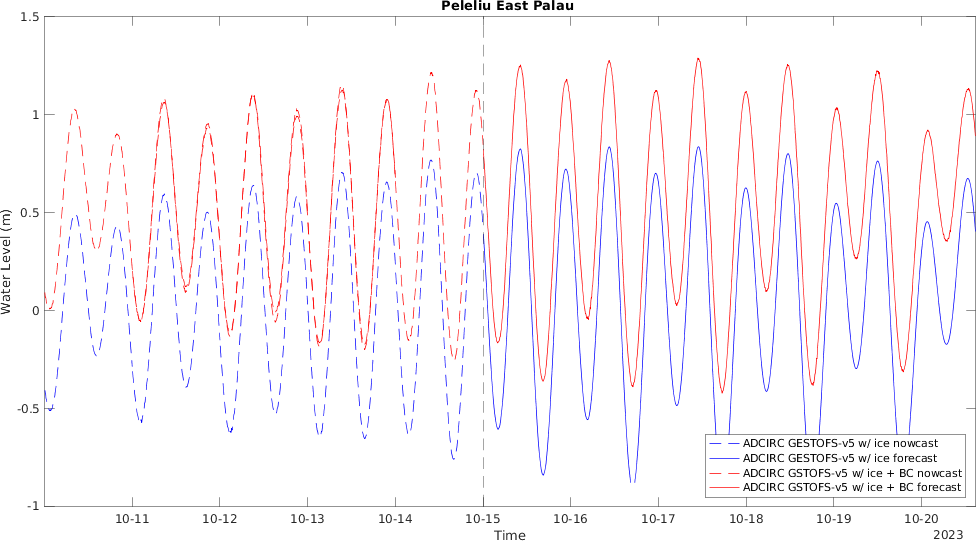 Peleliu East Palau
1.5
1
0.5
0
-0.5
-1
Water Level (m)
10-11 10-12 10-13 10-14 10-15 10-16 10-17 10-18 10-19 10-20
Time
2023
ADCIRC GESTOFS-v5 w/ ice nowcast
ADCIRC GESTOFS-v5 w/ ice forecast
ADCIRC GSTOFS-v5 w/ ice + BC nowcast
ADCIRC GSTOFS-v5 w/ ice + BC forecast